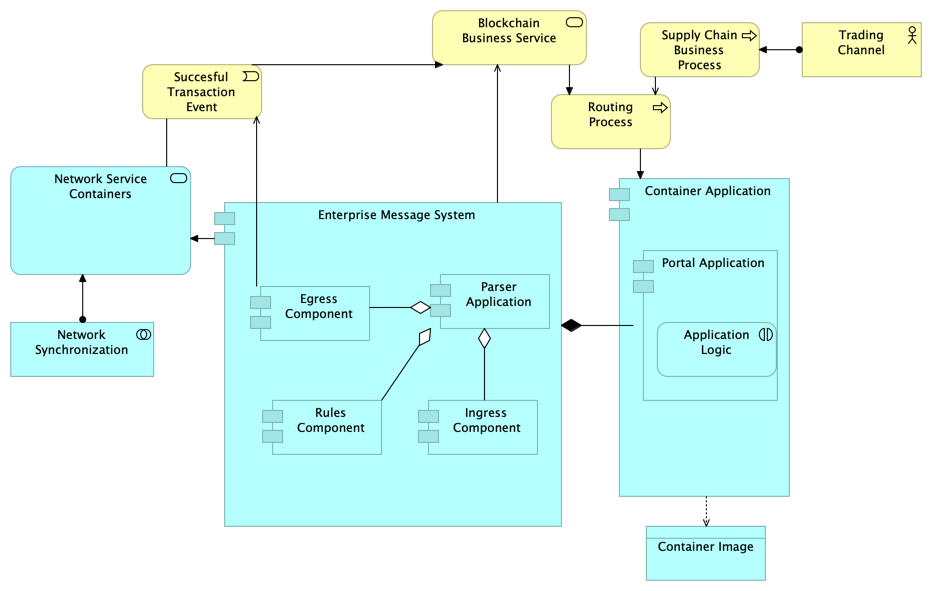 Blockchain
Business Service
Supply Chain
Business
Process
Trading
Channel
Succesful
Transaction
Event
Routing
Process
Network Service
Containers
Enterprise Message System
Container Application
Portal Application
Egress
Component
Parser
Application
Network
Synchronization
Application
Logic
Rules
Component
Ingress
Component
Container Image